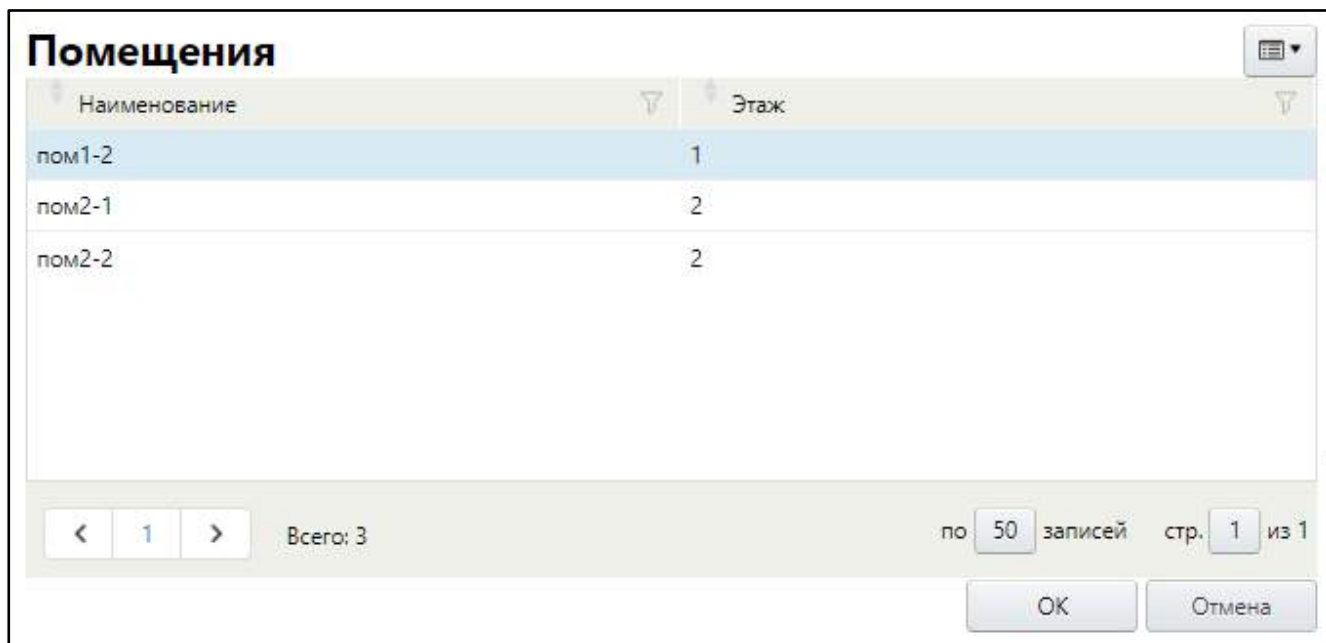 Помещения
Наименование Этаж
пом1-2 1
пом2-1 2
пом2-2 2
1 Всего: 3 по 50 записей стр. 1 из 1
ОК Отмена